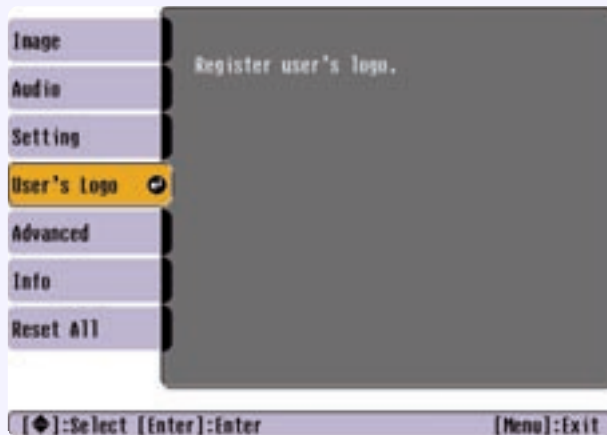 Image
Register user's logo.
Audio
Setting
User's Logo
Advanced
Info
Reset All
[◆]:Select [Enter]:Enter [Menu]:Exit